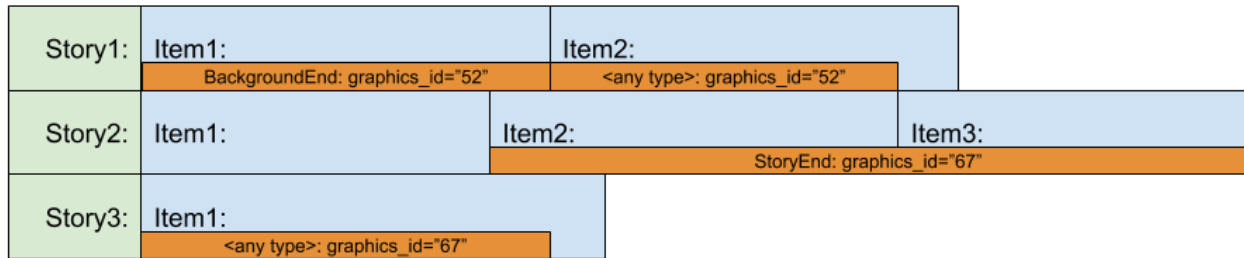 Story1: Item1: Item2:
BackgroundEnd: graphics_id=”52” <any type>: graphics_id=”52”
Story2: Item1: Item2: Item3:
StoryEnd: graphics_id=”67”
Story3: Item1:
<any type>: graphics_id=”67”